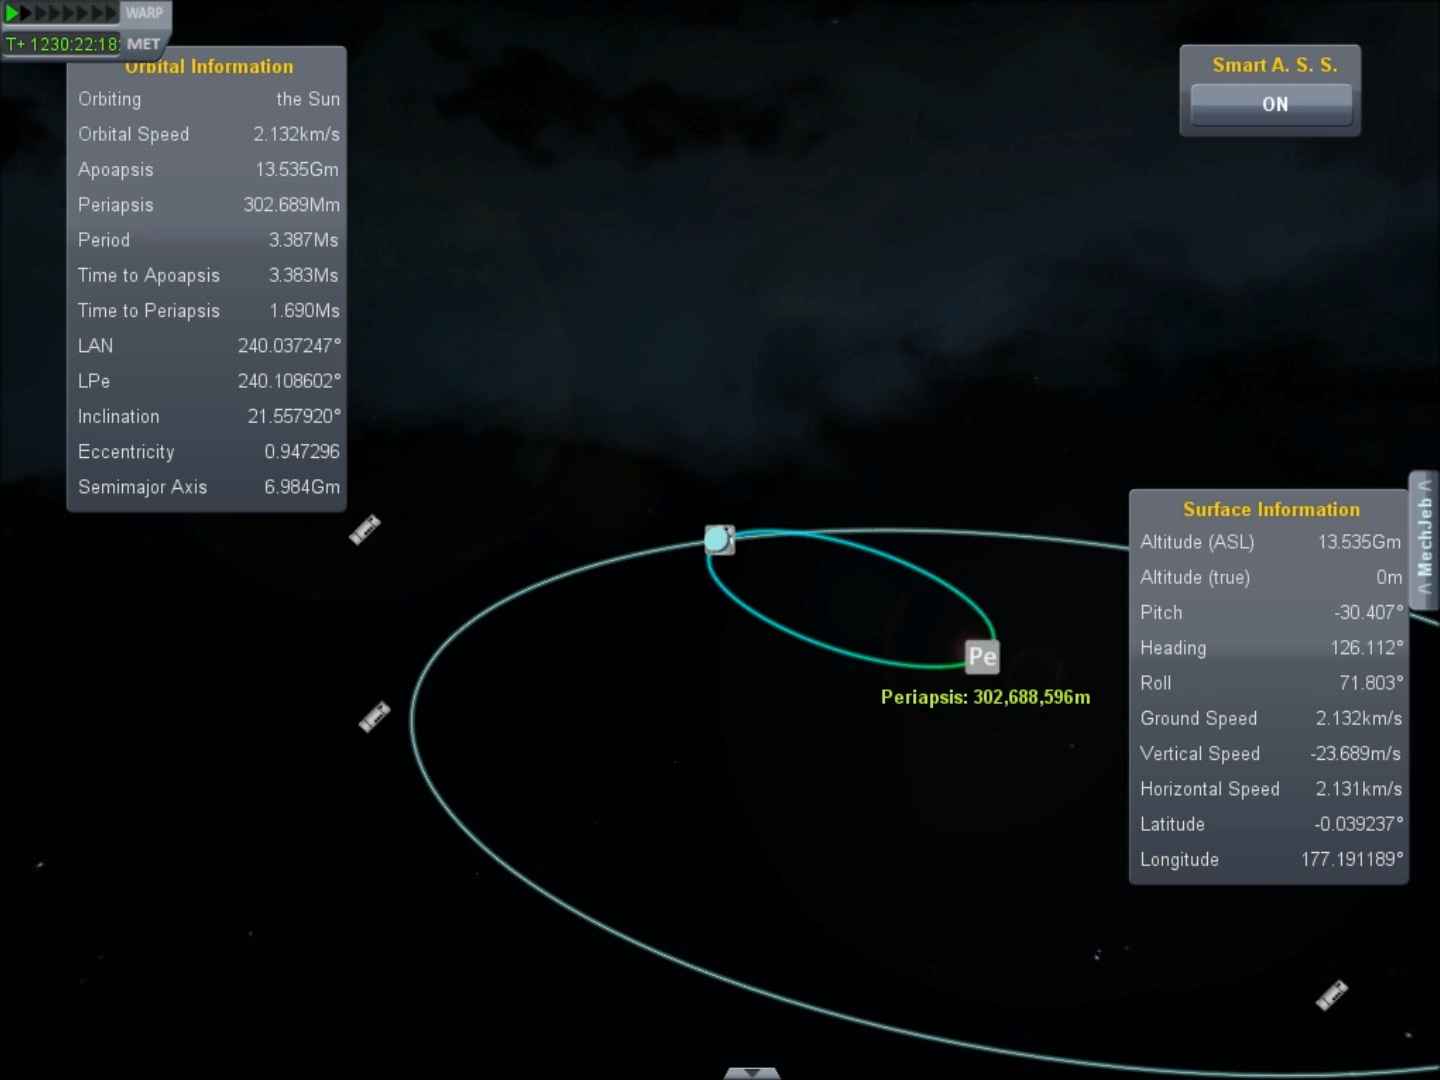 WARP
T+ 1230:22:18: MET
Orbital Information
Orbiting the Sun
Orbital Speed 2.132km/s
Apoapsis 13.535Gm
Periapsis 302.689Mm
Period 3.387Ms
Time to Apoapsis 3.383Ms
Time to Periapsis 1.690Ms
LAN 240.037247°
LPe 240.108602°
Inclination 21.557920°
Eccentricity 0.947296
Semimajor Axis 6.984Gm
Smart A. S. S.
ON
Pe
Periapsis: 302,688,596m
Surface Information
Altitude (ASL) 13.535Gm
Altitude (true) 0m
Pitch -30.407°
Heading 126.112°
Roll 71.803°
Ground Speed 2.132km/s
Vertical Speed -23.689m/s
Horizontal Speed 2.131km/s
Latitude -0.039237°
Longitude 177.191189°
Λ MechJeb Λ